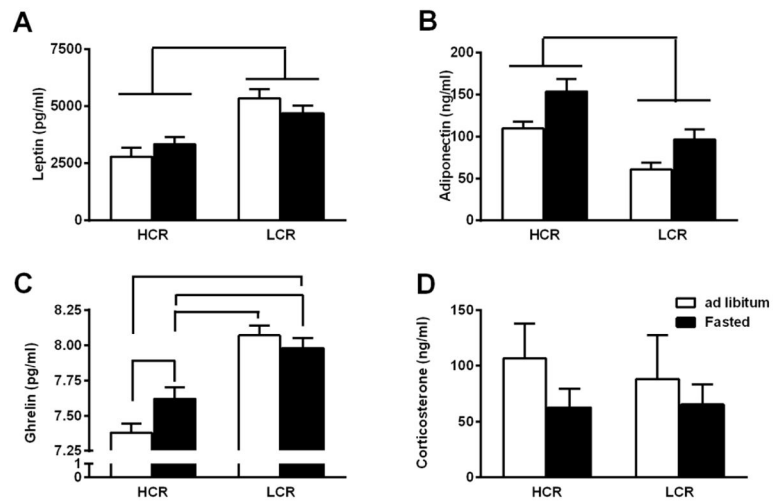 A
Leptin (pg/ml)
7500
5000
2500
0
HCR
LCR
B
Adiponectin (ng/ml)
200
150
100
50
0
HCR
LCR
C
Ghrelin (pg/ml)
8.25
8.00
7.75
7.50
7.25
1
0
HCR
LCR
D
ad libitum
Fasted
Corticosterone (ng/ml)
150
100
50
0
HCR
LCR